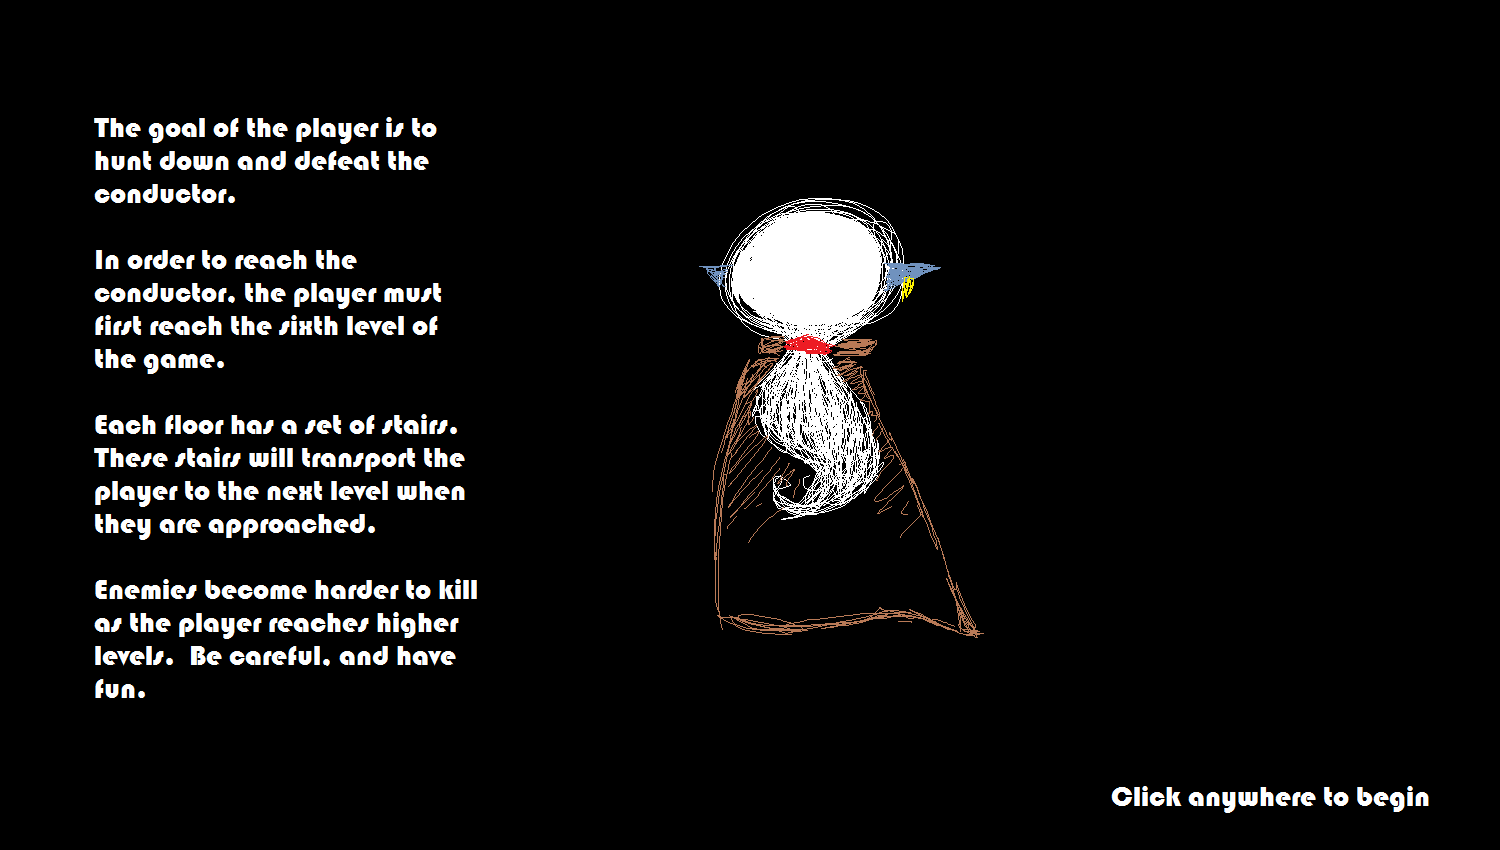 The goal of the player is to
hunt down and defeat the
conductor.
In order to reach the
conductor, the player must
first reach the sixth level of
the game.
Each floor has a set of stairs.
These stairs will transport the
player to the next level when
they are approached.
Enemies become harder to kill
as the player reaches higher
levels.  Be careful, and have
fun.
Click anywhere to begin